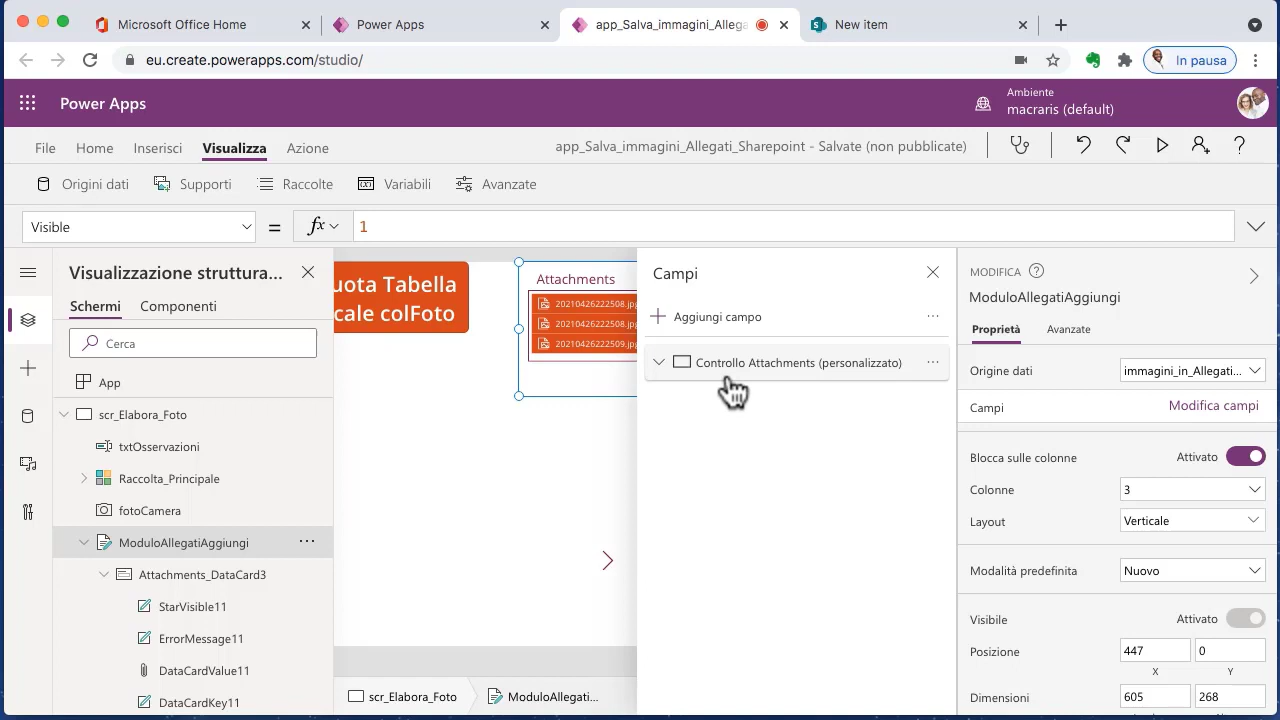 Microsoft Office Home
Power Apps
app_Salva_immagini_Allega
New item
eu.create.powerapps.com/studio/
In pausa
Power Apps
Ambiente
macraris (default)
File
Home
Inserisci
Visualizza
Azione
app_Salva_immagini_Allegati_Sharepoint - Salvate (non pubblicate)
Origini dati
Supporti
Raccolte
Variabili
Avanzate
Visible
=
fx
1
Visualizzazione struttura...
Schermi
Componenti
Cerca
App
scr_Elabora_Foto
txtOsservazioni
Raccolta_Principale
fotoCamera
ModuloAllegatiAggiungi
Attachments_DataCard3
StarVisible11
ErrorMessage11
DataCardValue11
DataCardKey11
uota Tabella
cale colFoto
Attachments
20210426222508.jpg
20210426222508.jpg
20210426222509.jpg
scr_Elabora_Foto
ModuloAllegati...
Campi
Aggiungi campo
Controllo Attachments (personalizzato)
MODIFICA
ModuloAllegatiAggiungi
Proprietà
Avanzate
Origine dati
immagini_in_Allegati...
Campi
Modifica campi
Blocca sulle colonne
Attivato
Colonne
3
Layout
Verticale
Modalità predefinita
Nuovo
Visibile
Attivato
Posizione
447
0
X
Y
Dimensioni
605
268